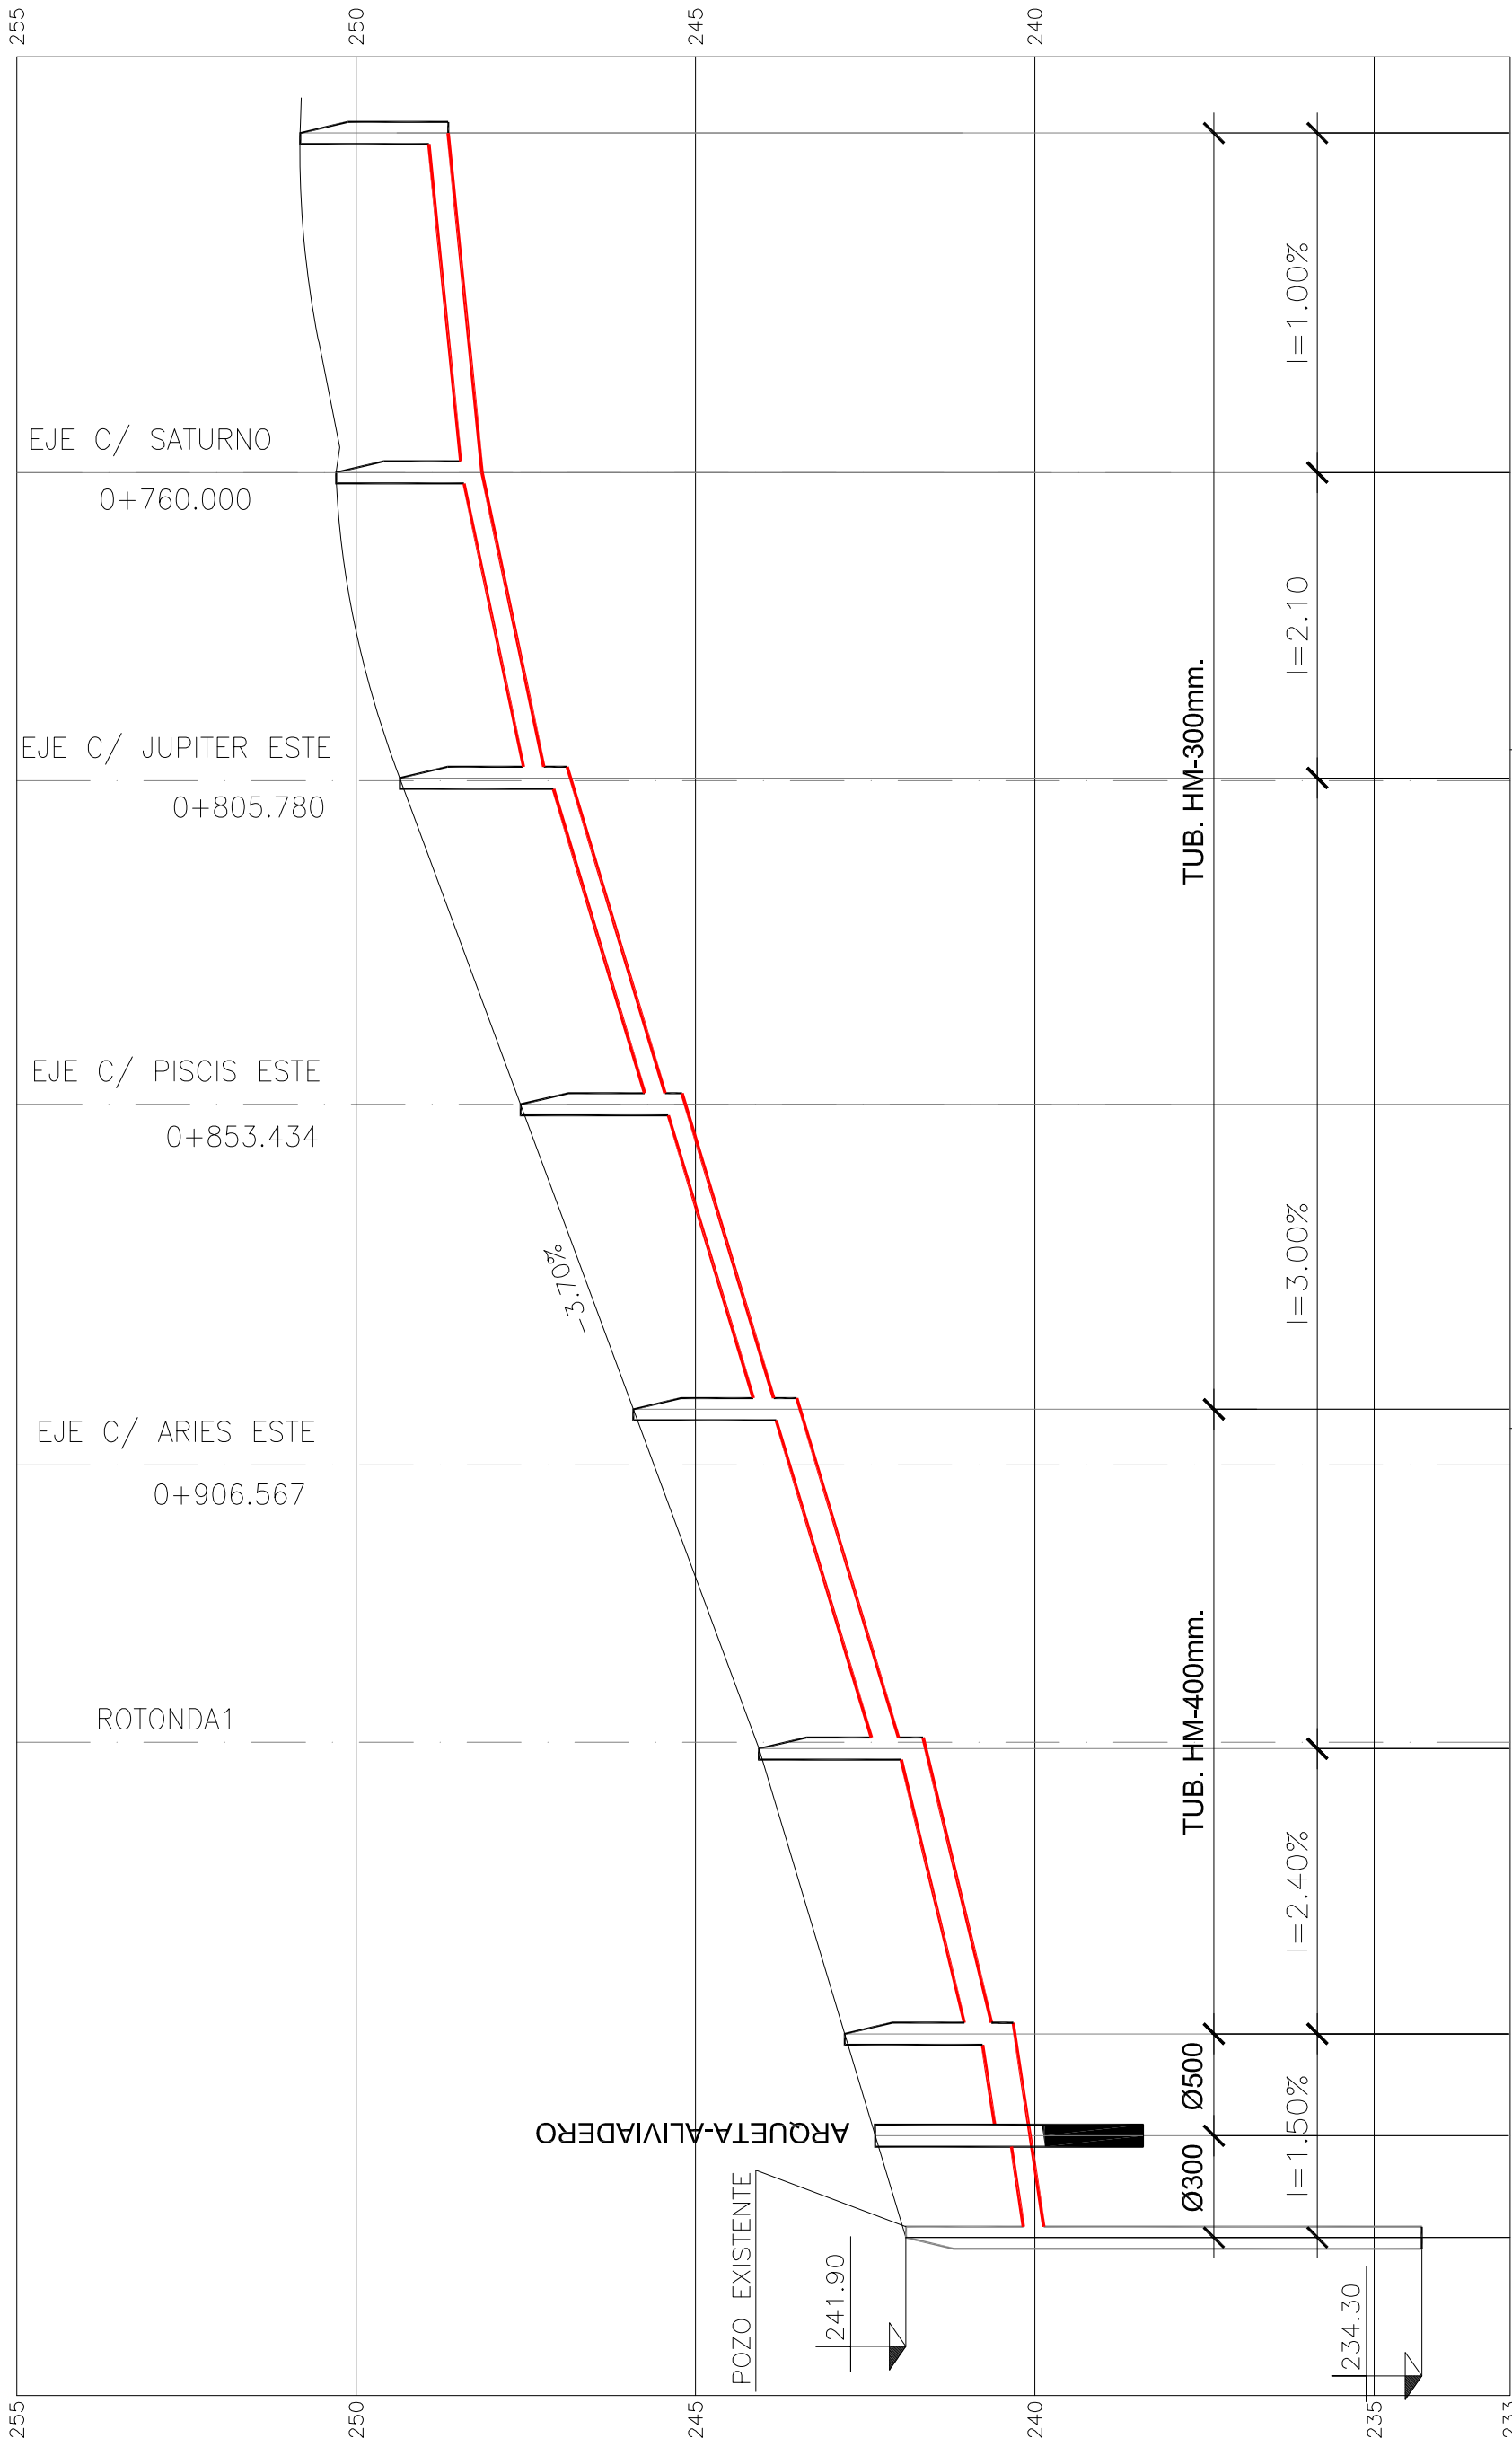 255
250
245
240
EJE C/ SATURNO
0+760.000
EJE C/ JUPITER ESTE
0+805.780
EJE C/ PISCIS ESTE
0+853.434
EJE C/ ARIES ESTE
0+906.567
ROTONDA1
-3.70%
I=1.00%
I=2.10
I=3.00%
I=2.40%
I=1.50%
TUB. HM-300mm.
TUB. HM-400mm.
Ø500
Ø300
ARQUETA-ALIVIADERO
POZO EXISTENTE
241.90
234.30
255
250
245
240
235
233